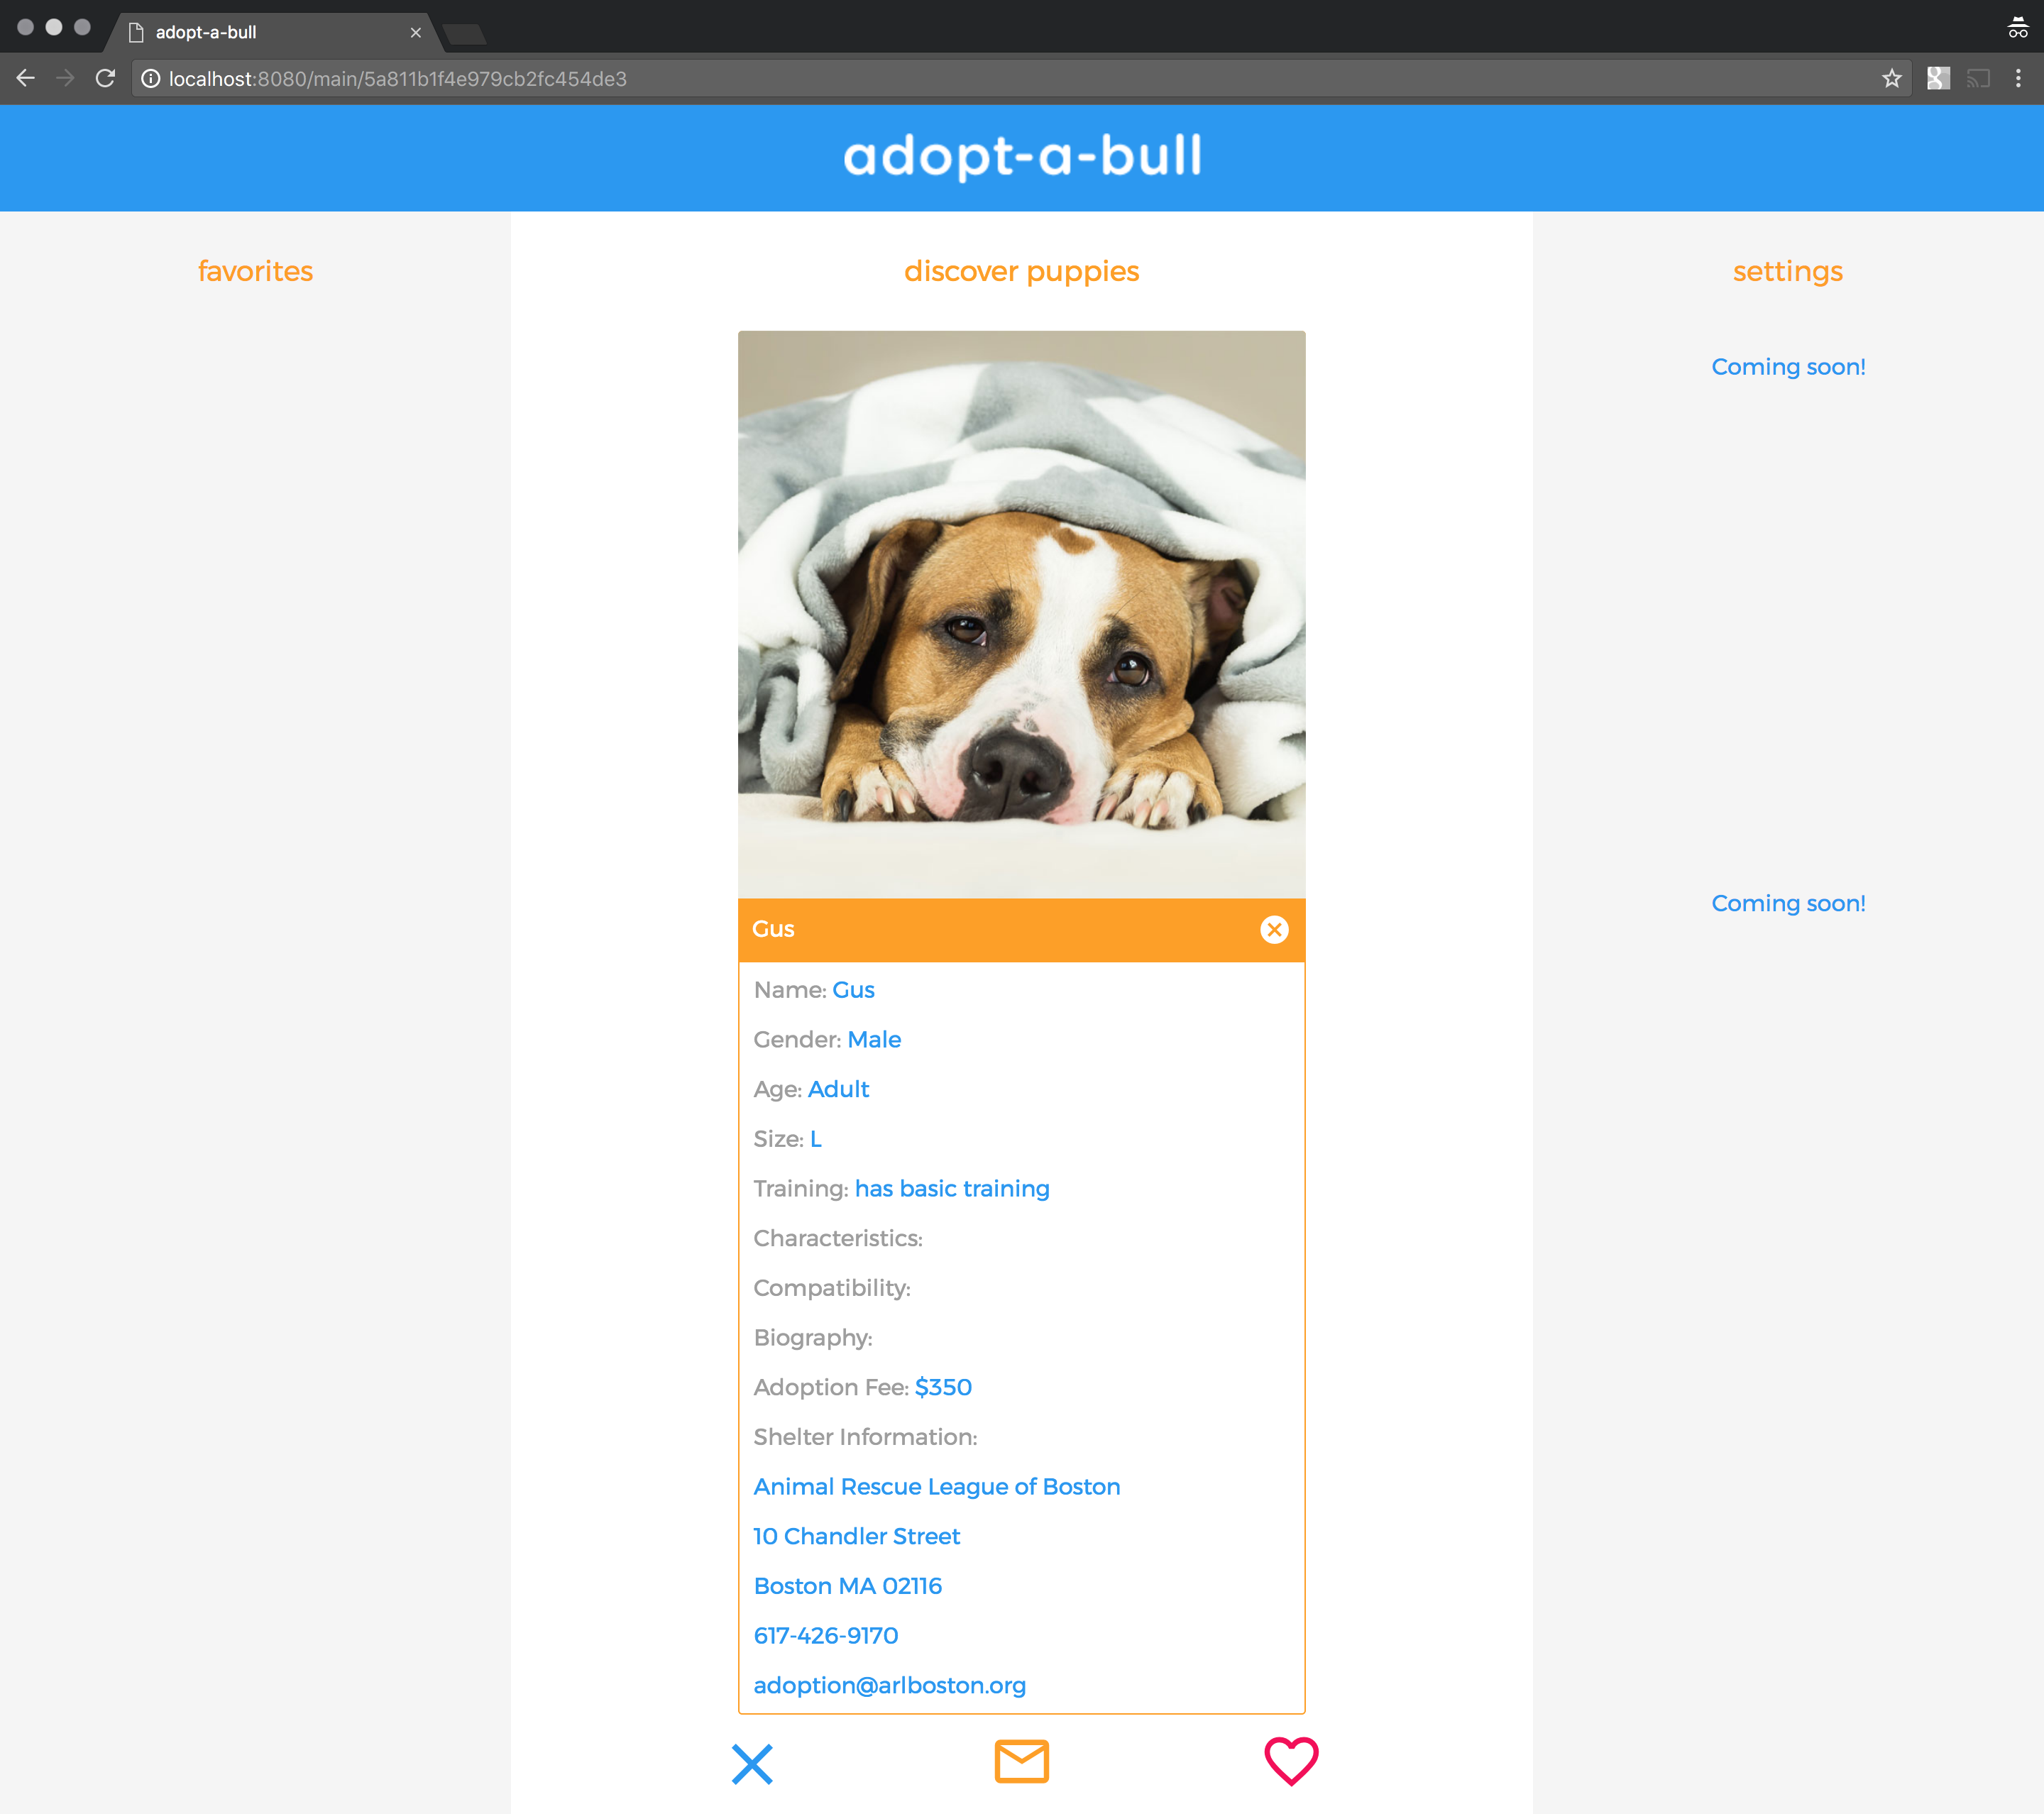 adopt-a-bull
localhost:8080/main/5a811b1f4e979cb2fc454de3
adopt-a-bull
favorites
discover puppies
settings
Coming soon!
Coming soon!
Gus
Name: Gus
Gender: Male
Age: Adult
Size: L
Training: has basic training
Characteristics:
Compatibility:
Biography:
Adoption Fee: $350
Shelter Information:
Animal Rescue League of Boston
10 Chandler Street
Boston MA 02116
617-426-9170
adoption@arlboston.org